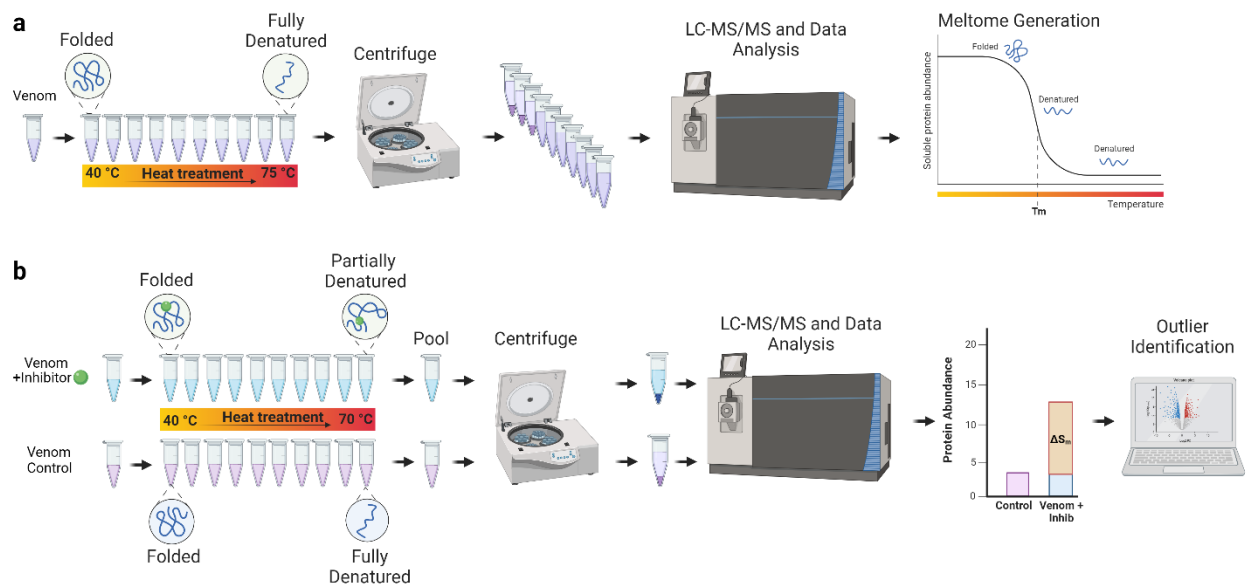 a
Folded
Fully
Denatured
Venom
40 °C
Heat treatment
75 °C
Centrifuge
LC-MS/MS and Data
Analysis
Meltome Generation
Soluble protein abundance
Folded
Denatured
Denatured
Tm
Temperature
b
Folded
Partially
Denatured
Venom
+Inhibitor
40 °C
Heat treatment
70 °C
Venom
Control
Folded
Fully
Denatured
Pool
Centrifuge
LC-MS/MS and Data
Analysis
Protein Abundance
20
15
10
5
0
ΔSm
Control
Venom +
Inhib
Outlier
Identification